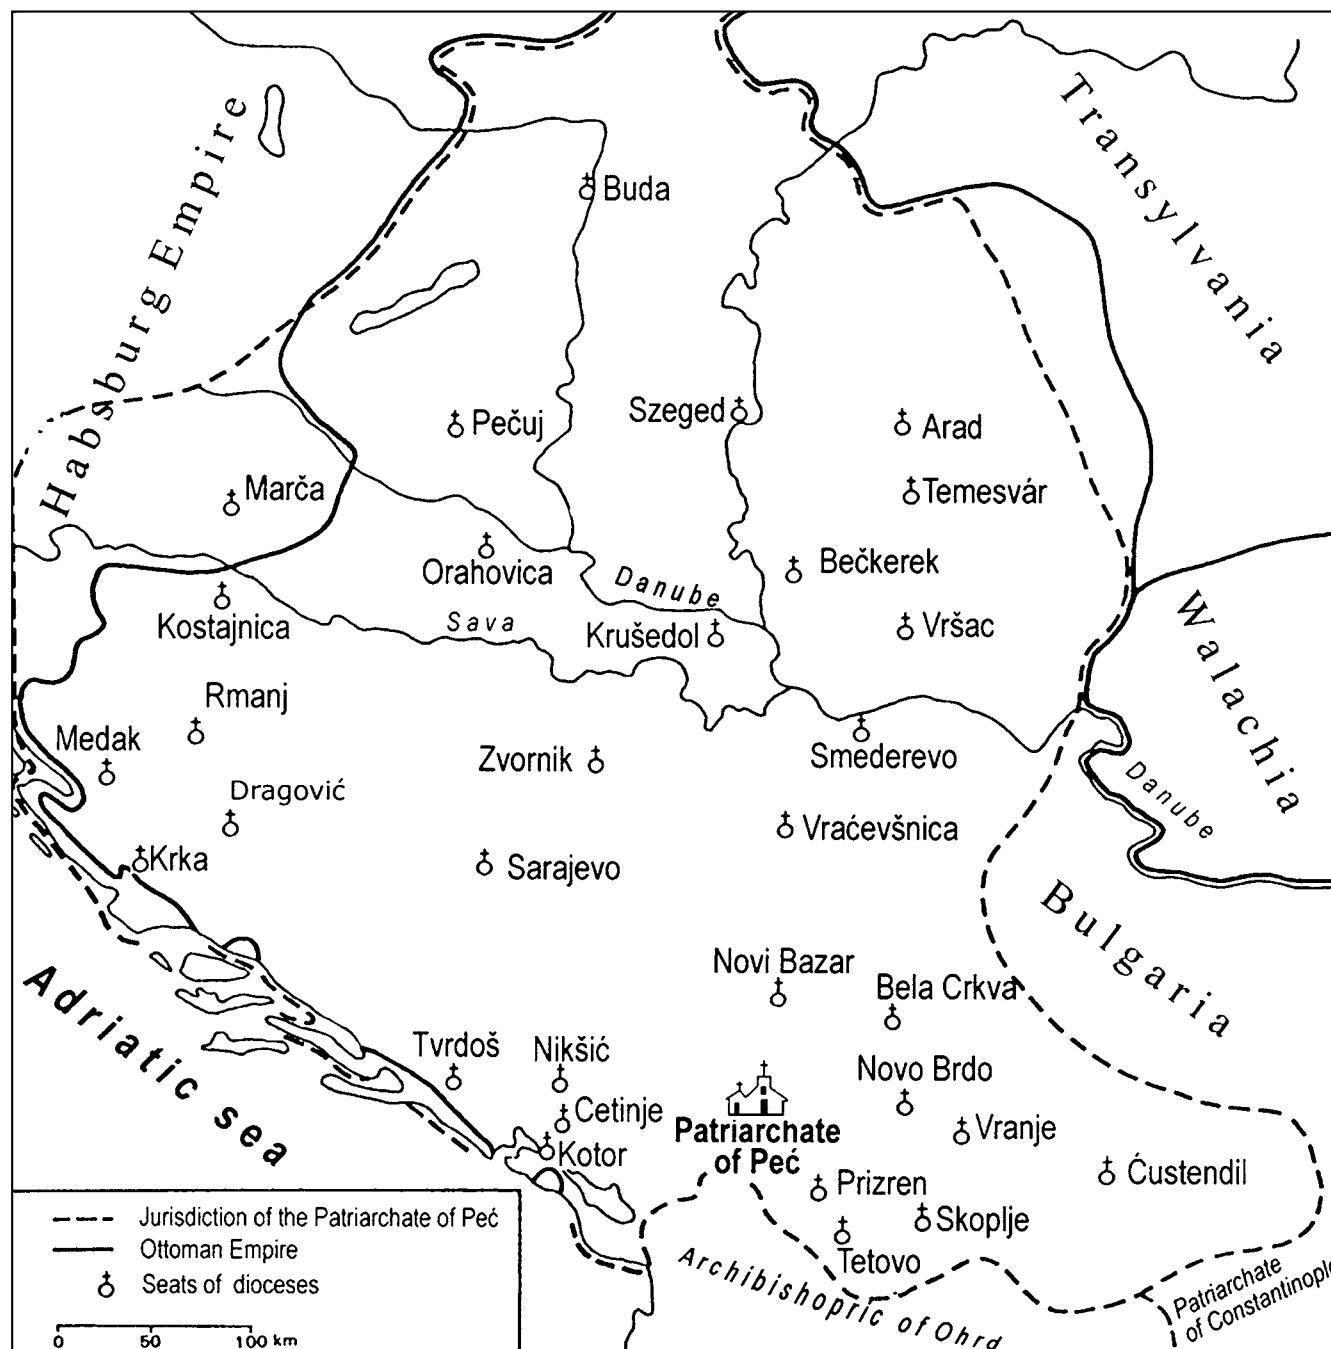 Habsburg Empire
Transylvania
Buda
Pečuj
Szeged
Arad
Marča
Temesvár
Orahovica
Danube
Bečkerek
Kostajnica
Sava
Krušedol
Vršac
Walachia
Rmanj
Medak
Zvornik
Smederevo
Danube
Dragović
Vraćevšnica
Krka
Sarajevo
Bulgaria
Adriatic sea
Novi Bazar
Bela Crkva
Tvrdoš
Nikšić
Novo Brdo
Cetinje
Patriarchate
of Peć
Vranje
Kotor
Prizren
Ćustendil
Skoplje
Tetovo
Archibishopric of Ohrd
Patriarchate
of Constantinople
Jurisdiction of the Patriarchate of Peć
Ottoman Empire
Seats of dioceses
0 50 100 km